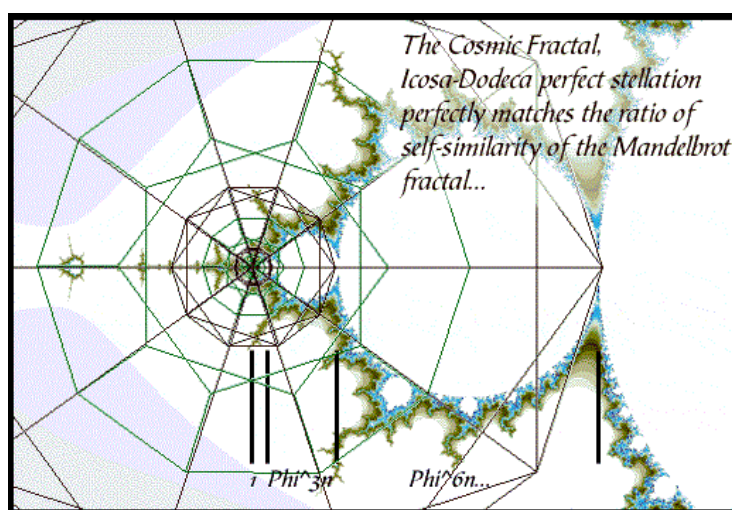 The Cosmic Fractal,
Icosa-Dodeca perfect stellation
perfectly matches the ratio of
self-similarity of the Mandelbrot
fractal...
1 Phi^3n Phi^6n...